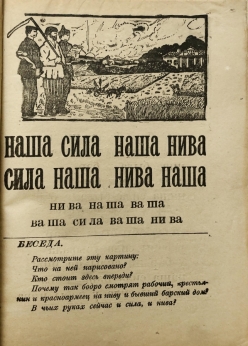 наша сила наша нива
сила наша нива наша
ни ва на ша ва ша
ва ша си ла ва ша ни ва
БЕСЕДА.
Рассмотрите эту картину:
Что на ней нарисовано?
Кто стоит здесь впереди?
Почему так бодро смотрят рабочий, крестья-
нин и красноармеец на ниву и бывший барский дом?
В чьих руках сейчас и сила, и нива?